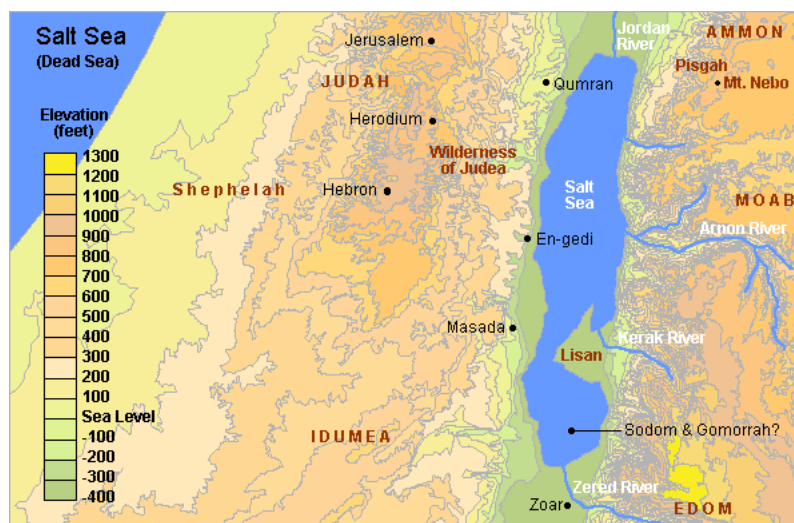 Salt Sea
(Dead Sea)
Jordan
River
AMMON
Jerusalem
Pisgah
Mt. Nebo
JUDAH
Qumran
Elevation
(feet)
Herodium
Wilderness
of Judea
1300
1200
1100
1000
900
800
700
600
500
400
300
200
100
Sea Level
-100
-200
-300
-400
Shephelah
Hebron
Salt
Sea
MOAB
Arnon River
En-gedi
Masada
Kerak River
Lisan
IDUMEA
Sodom & Gomorrah?
Zered River
Zoar
EDOM